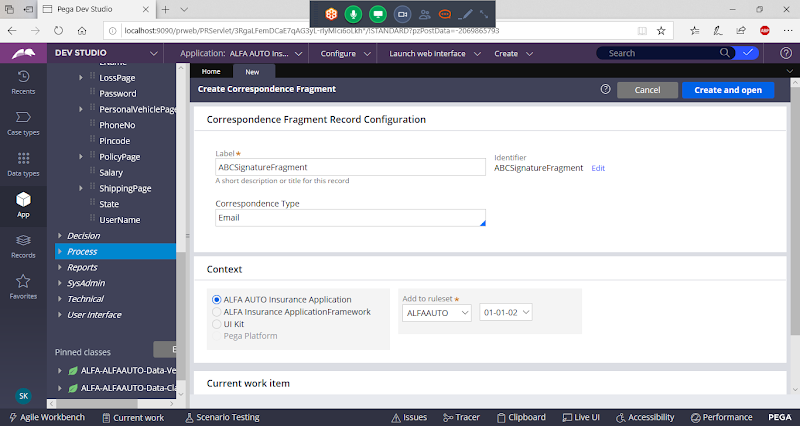 Pega Dev Studio
localhost:9090/prweb/PRServlet/3RgaLFemDCaE7qAG3yL-rlyMIci6oLkh*/!STANDARD?pzPostData=-2069865793
ABP
DEV STUDIO
Application: ALFA AUTO Ins...
Configure
Launch web interface
Create
Search
Home
New
Create Correspondence Fragment
Cancel
Create and open
Recents
Case types
Data types
App
Records
Favorites
SK
LName
LossPage
Password
PersonalVehiclePage
PhoneNo
Pincode
PolicyPage
Salary
ShippingPage
State
UserName
Decision
Process
Reports
SysAdmin
Technical
User Interface
Pinned classes
ALFA-ALFAAUTO-Data-Ve
ALFA-ALFAAUTO-Data-Cla
Correspondence Fragment Record Configuration
Label*
ABCSignatureFragment
A short description or title for this record
Identifier
ABCSignatureFragment Edit
Correspondence Type
Email
Context
ALFA AUTO Insurance Application
ALFA Insurance ApplicationFramework
UI Kit
Pega Platform
Add to ruleset *
ALFAAUTO
01-01-02
Current work item
Agile Workbench
Current work
Scenario Testing
Issues
Tracer
Clipboard
Live UI
Accessibility
Performance
PEGA